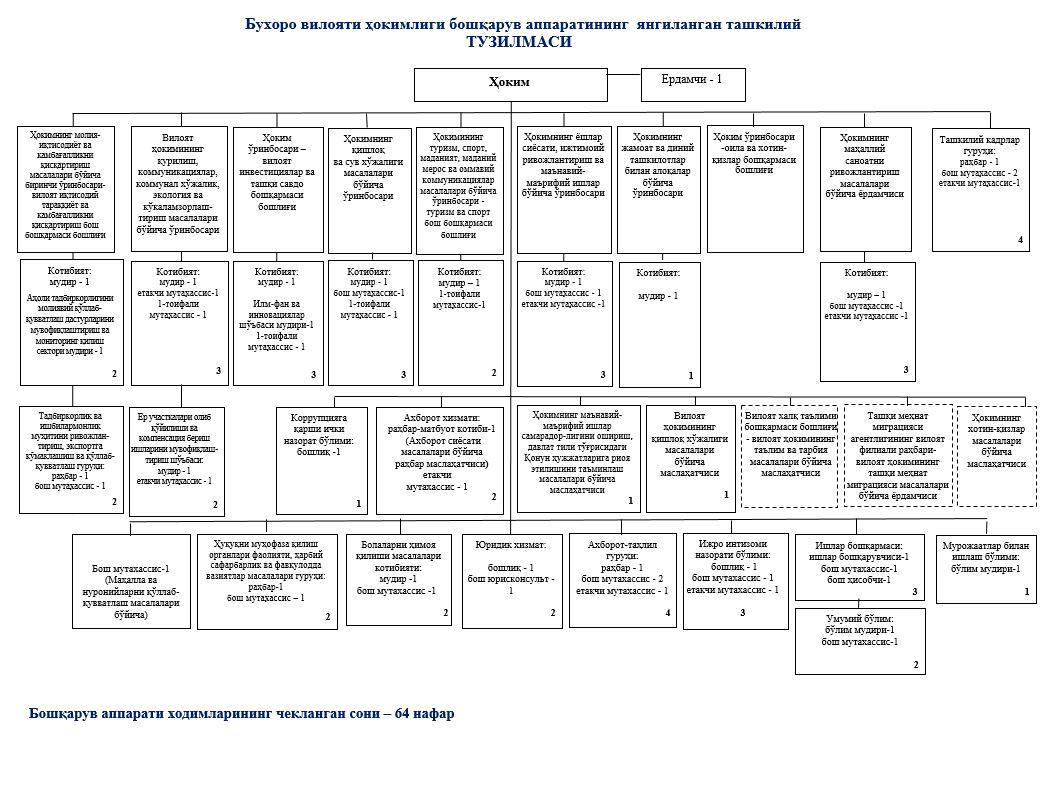 Бухоро вилояти ҳокимлиги бошқарув аппаратининг янгиланган ташкилий
ТУЗИЛМАСИ
Ҳоким
Ёрдамчи - 1
Ҳокимнинг молия-
иқтисодиёт ва
камбағалликни
қисқартириш
масалалари бўйича
биринчи ўринбосари-
вилоят иқтисодий
тараққиёт ва
камбағалликни
қисқартириш бош
бошқармаси бошлиғи
Вилоят
ҳокимининг
қурилиш,
коммуникациялар,
коммунал хўжалик,
экология ва
кўкаламзорлаш-
тириш масалалари
бўйича ўринбосари
Ҳоким
ўринбосари –
вилоят
инвестициялар ва
ташқи савдо
бошқармаси
бошлиғи
Ҳокимнинг
қишлоқ
ва сув хўжалиги
масалалари
бўйича
ўринбосари
Ҳокимининг
туризм, спорт,
маданият, маданий
мерос ва оммавий
коммуникациялар
масалалари бўйича
ўринбосари -
туризм ва спорт
бош бошқармаси
бошлиғи
Ҳокимнинг ёшлар
сиёсати, ижтимоий
ривожлантириш ва
маънавий-
маърифий ишлар
бўйича ўринбосари
Ҳокимнинг
жамоат ва диний
ташкилотлар
билан алоқалар
бўйича
ўринбосари
Ҳоким ўринбосари
-оила ва хотин-
қизлар бошқармаси
бошлиғи
Ҳокимнинг
маҳаллий
саноатни
ривожлантириш
масалалари
бўйича ёрдамчиси
Ташкилий кадрлар
гуруҳи:
раҳбар - 1
бош мутахассис - 2
етакчи мутахассис-1
4
Котибият:
мудир - 1
Аҳоли тадбиркорлигини
молиявий қўллаб-
қувватлаш дастурларини
мувофиқлаштириш ва
мониторинг қилиш
сектори мудири - 1
2
Котибият:
мудир - 1
етакчи мутахассис-1
1-тоифали
мутахассис - 1
3
Котибият:
мудир - 1
Илм-фан ва
инновациялар
шўъбаси мудири-1
1-тоифали
мутахассис - 1
3
Котибият:
мудир - 1
бош мутахассис-1
1-тоифали
мутахассис - 1
3
Котибият:
мудир – 1
1-тоифали
мутахассис-1
2
Котибият:
мудир - 1
бош мутахассис - 1
етакчи мутахассис -1
3
Котибият:
мудир - 1
1
Котибият:
мудир – 1
бош мутахассис -1
етакчи мутахассис -1
3
Тадбиркорлик ва
ишбилармонлик
муҳитини ривожлан-
тириш, экспортга
кўмаклашиш ва қўллаб-
қувватлаш гуруҳи:
раҳбар - 1
бош мутахассис - 1
2
Ер участкалари олиб
қўйилиши ва
компенсация бериш
ишларини мувофиқлаш-
тириш шўъбаси:
мудир - 1
етакчи мутахассис - 1
2
Коррупцияга
қарши ички
назорат бўлими:
бошлиқ -1
1
Ахборот хизмати:
раҳбар-матбуот котиби-1
(Ахборот сиёсати
масалалари бўйича
раҳбар маслаҳатчиси)
етакчи
мутахассис - 1
2
Ҳокимнинг маънавий-
маърифий ишлар
самарадор-лигини ошириш,
давлат тили тўғрисидаги
Қонун ҳужжатларига риоя
этилишини таъминлаш
масалалари бўйича
маслаҳатчиси
1
Вилоят
ҳокимининг
қишлоқ хўжалиги
масалалари
бўйича
маслаҳатчиси
1
Вилоят халқ таълими
бошқармаси бошлиғи
- вилоят ҳокимининг
таълим ва тарбия
масалалари бўйича
маслаҳатчиси
Ташқи меҳнат
миграцияси
агентлигининг вилоят
филиали раҳбари-
вилоят ҳокимининг
ташқи меҳнат
миграцияси масалалари
бўйича ёрдамчиси
Ҳокимнинг
хотин-қизлар
масалалари
бўйича
маслаҳатчиси
Бош мутахассис-1
(Маҳалла ва
нуронийларни қўллаб-
қувватлаш масалалари
бўйича)
Ҳуқуқни муҳофаза қилиш
органлари фаолияти, ҳарбий
сафарбарлик ва фавқулодда
вазиятлар масалалари гуруҳи:
раҳбар-1
бош мутахассис – 1
2
Болаларни ҳимоя
қилиши масалалари
котибияти:
мудир -1
бош мутахассис -1
2
Юридик хизмат:
бошлиқ - 1
бош юрисконсульт -
1
2
Ахборот-таҳлил
гуруҳи:
раҳбар - 1
бош мутахассис - 2
етакчи мутахассис - 1
4
Ижро интизоми
назорати бўлими:
бошлиқ - 1
бош мутахассис - 1
етакчи мутахассис - 1
3
Ишлар бошқармаси:
ишлар бошқарувчиси-1
бош мутахассис-1
бош ҳисобчи-1
3
Мурожаатлар билан
ишлаш бўлими:
бўлим мудири-1
1
Умумий бўлим:
бўлим мудири-1
бош мутахассис-1
2
Бошқарув аппарати ходимларининг чекланган сони – 64 нафар